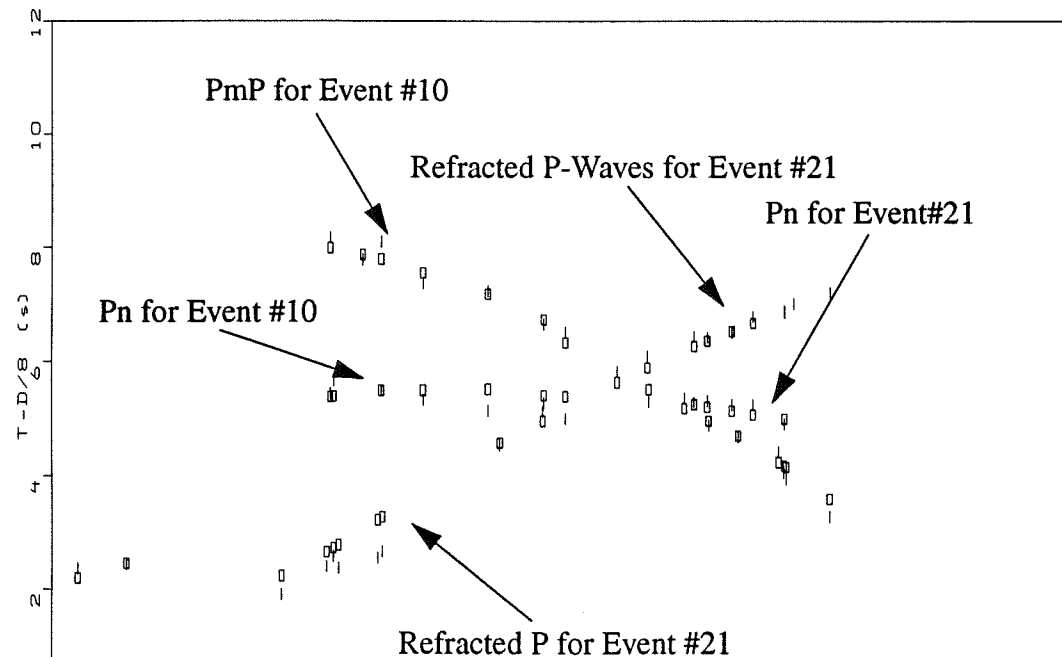 12
PmP for Event #10
10
Refracted P-Waves for Event #21
Pn for Event#21
8
T-D/8 (s)
Pn for Event #10
6
4
2
Refracted P for Event #21